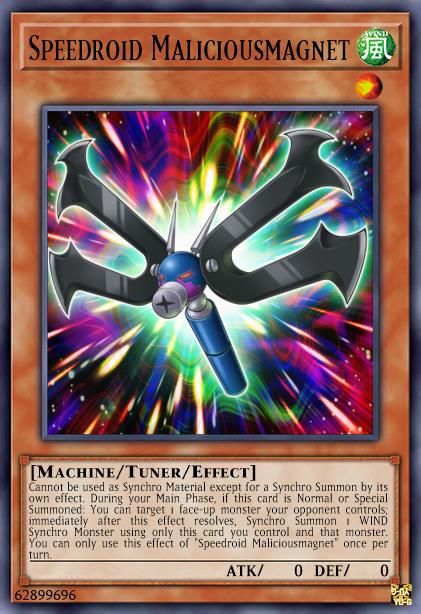 SPEEDROID MALICIOUSMAGNET
WIND
風
[MACHINE/TUNER/EFFECT]
Cannot be used as Synchro Material except for a Synchro Summon by its
own effect. During your Main Phase, if this card is Normal or Special
Summoned: You can target 1 face-up monster your opponent controls;
immediately after this effect resolves, Synchro Summon 1 WIND
Synchro Monster using only this card you control and that monster.
You can only use this effect of "Speedroid Maliciousmagnet" once per
turn.
ATK/ 0 DEF/ 0
62899696